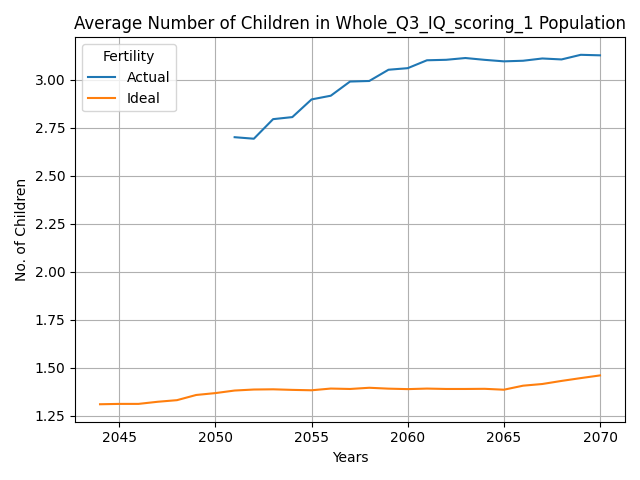 Average Number of Children in Whole_Q3_IQ_scoring_1 Population
Fertility
Actual
Ideal
No. of Children
3.00
2.75
2.50
2.25
2.00
1.75
1.50
1.25
2045 2050 2055 2060 2065 2070
Years